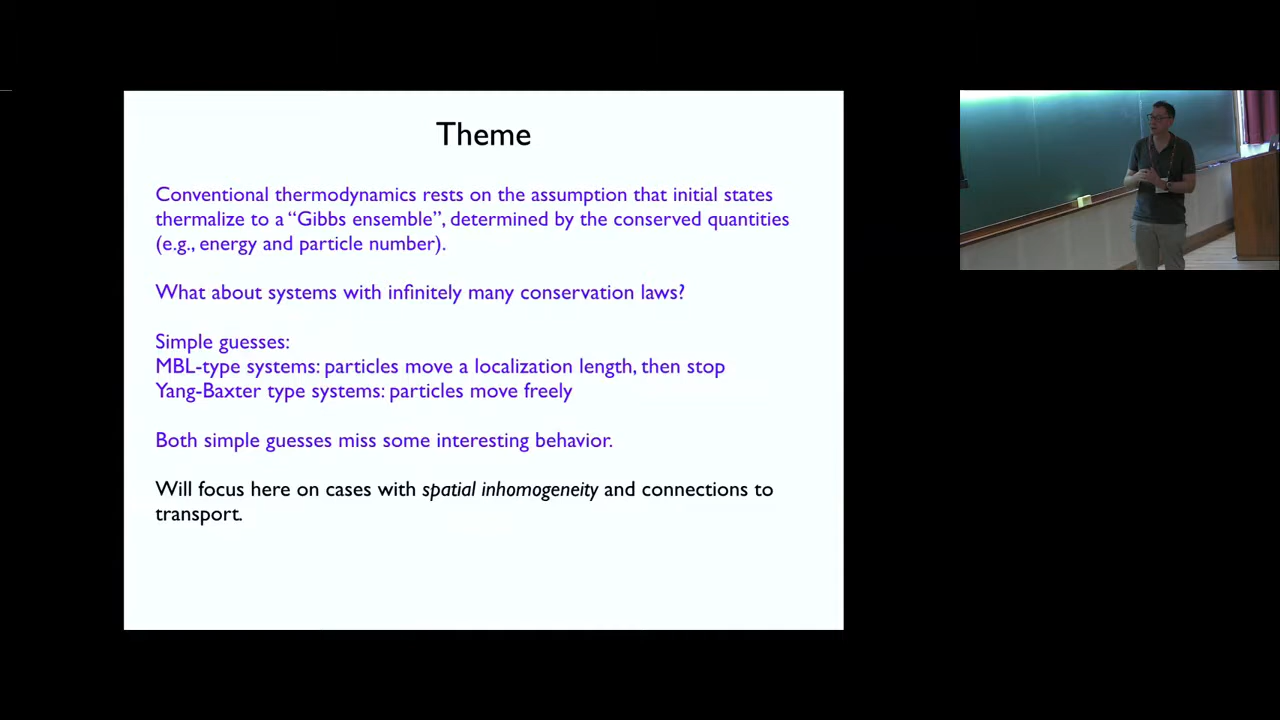 Theme
Conventional thermodynamics rests on the assumption that initial states
thermalize to a “Gibbs ensemble”, determined by the conserved quantities
(e.g., energy and particle number).
What about systems with infinitely many conservation laws?
Simple guesses:
MBL-type systems: particles move a localization length, then stop
Yang-Baxter type systems: particles move freely
Both simple guesses miss some interesting behavior.
Will focus here on cases with spatial inhomogeneity and connections to
transport.